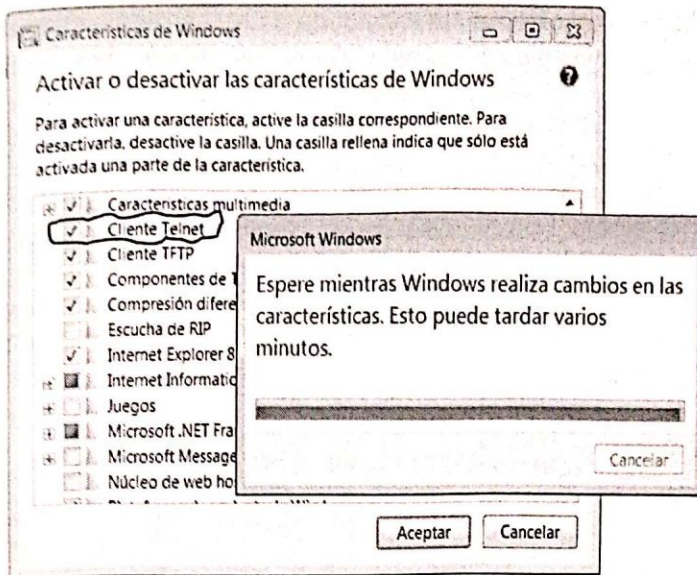 Características de Windows
Activar o desactivar las características de Windows
Para activar una característica, active la casilla correspondiente. Para
desactivarla, desactive la casilla. Una casilla rellena indica que sólo está
activada una parte de la característica.
Características multimedia
Cliente Telnet
Cliente TFTP
Componentes de
Compresión difere
Escucha de RIP
Internet Explorer 8
Internet Informatic
Juegos
Microsoft .NET Fra
Microsoft Message
Núcleo de web ho
Microsoft Windows
Espere mientras Windows realiza cambios en las
características. Esto puede tardar varios
minutos.
Cancelar
Aceptar Cancelar